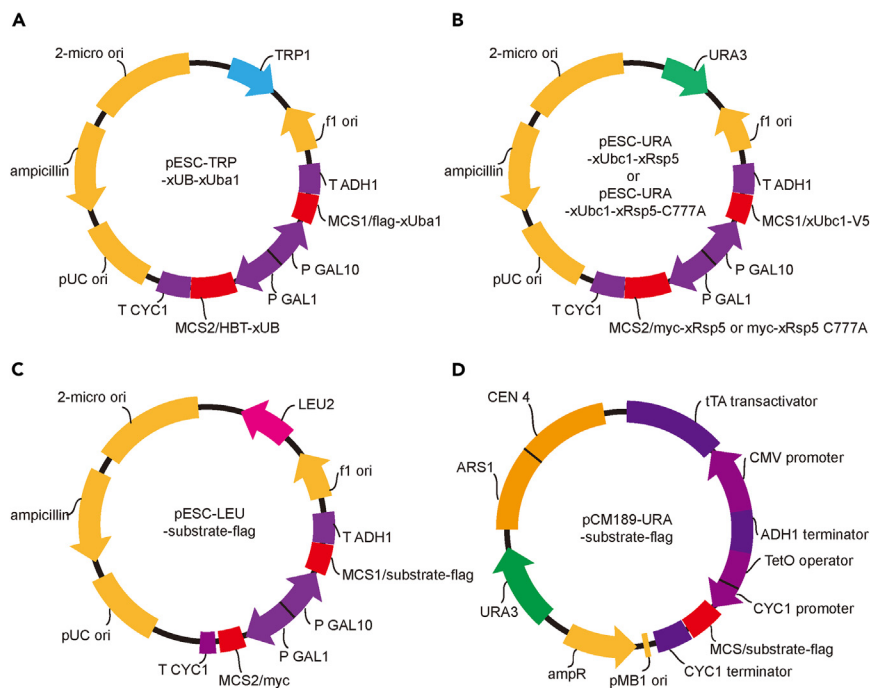 A
2-micro ori
TRP1
f1 ori
ampicillin
pESC-TRP
-xUB-xUba1
T ADH1
MCS1/flag-xUba1
P GAL10
pUC ori
P GAL1
T CYC1
MCS2/HBT-xUB
B
2-micro ori
URA3
f1 ori
ampicillin
pESC-URA
-xUbc1-xRsp5
or
pESC-URA
-xUbc1-xRsp5-C777A
T ADH1
MCS1/xUbc1-V5
P GAL10
pUC ori
P GAL1
T CYC1
MCS2/myc-xRsp5 or myc-xRsp5 C777A
C
2-micro ori
LEU2
f1 ori
ampicillin
pESC-LEU
-substrate-flag
T ADH1
MCS1/substrate-flag
P GAL10
pUC ori
P GAL1
T CYC1
MCS2/myc
D
CEN 4
tTA transactivator
ARS1
CMV promoter
pCM189-URA
-substrate-flag
ADH1 terminator
TetO operator
URA3
CYC1 promoter
MCS/substrate-flag
ampR
pMB1 ori
CYC1 terminator